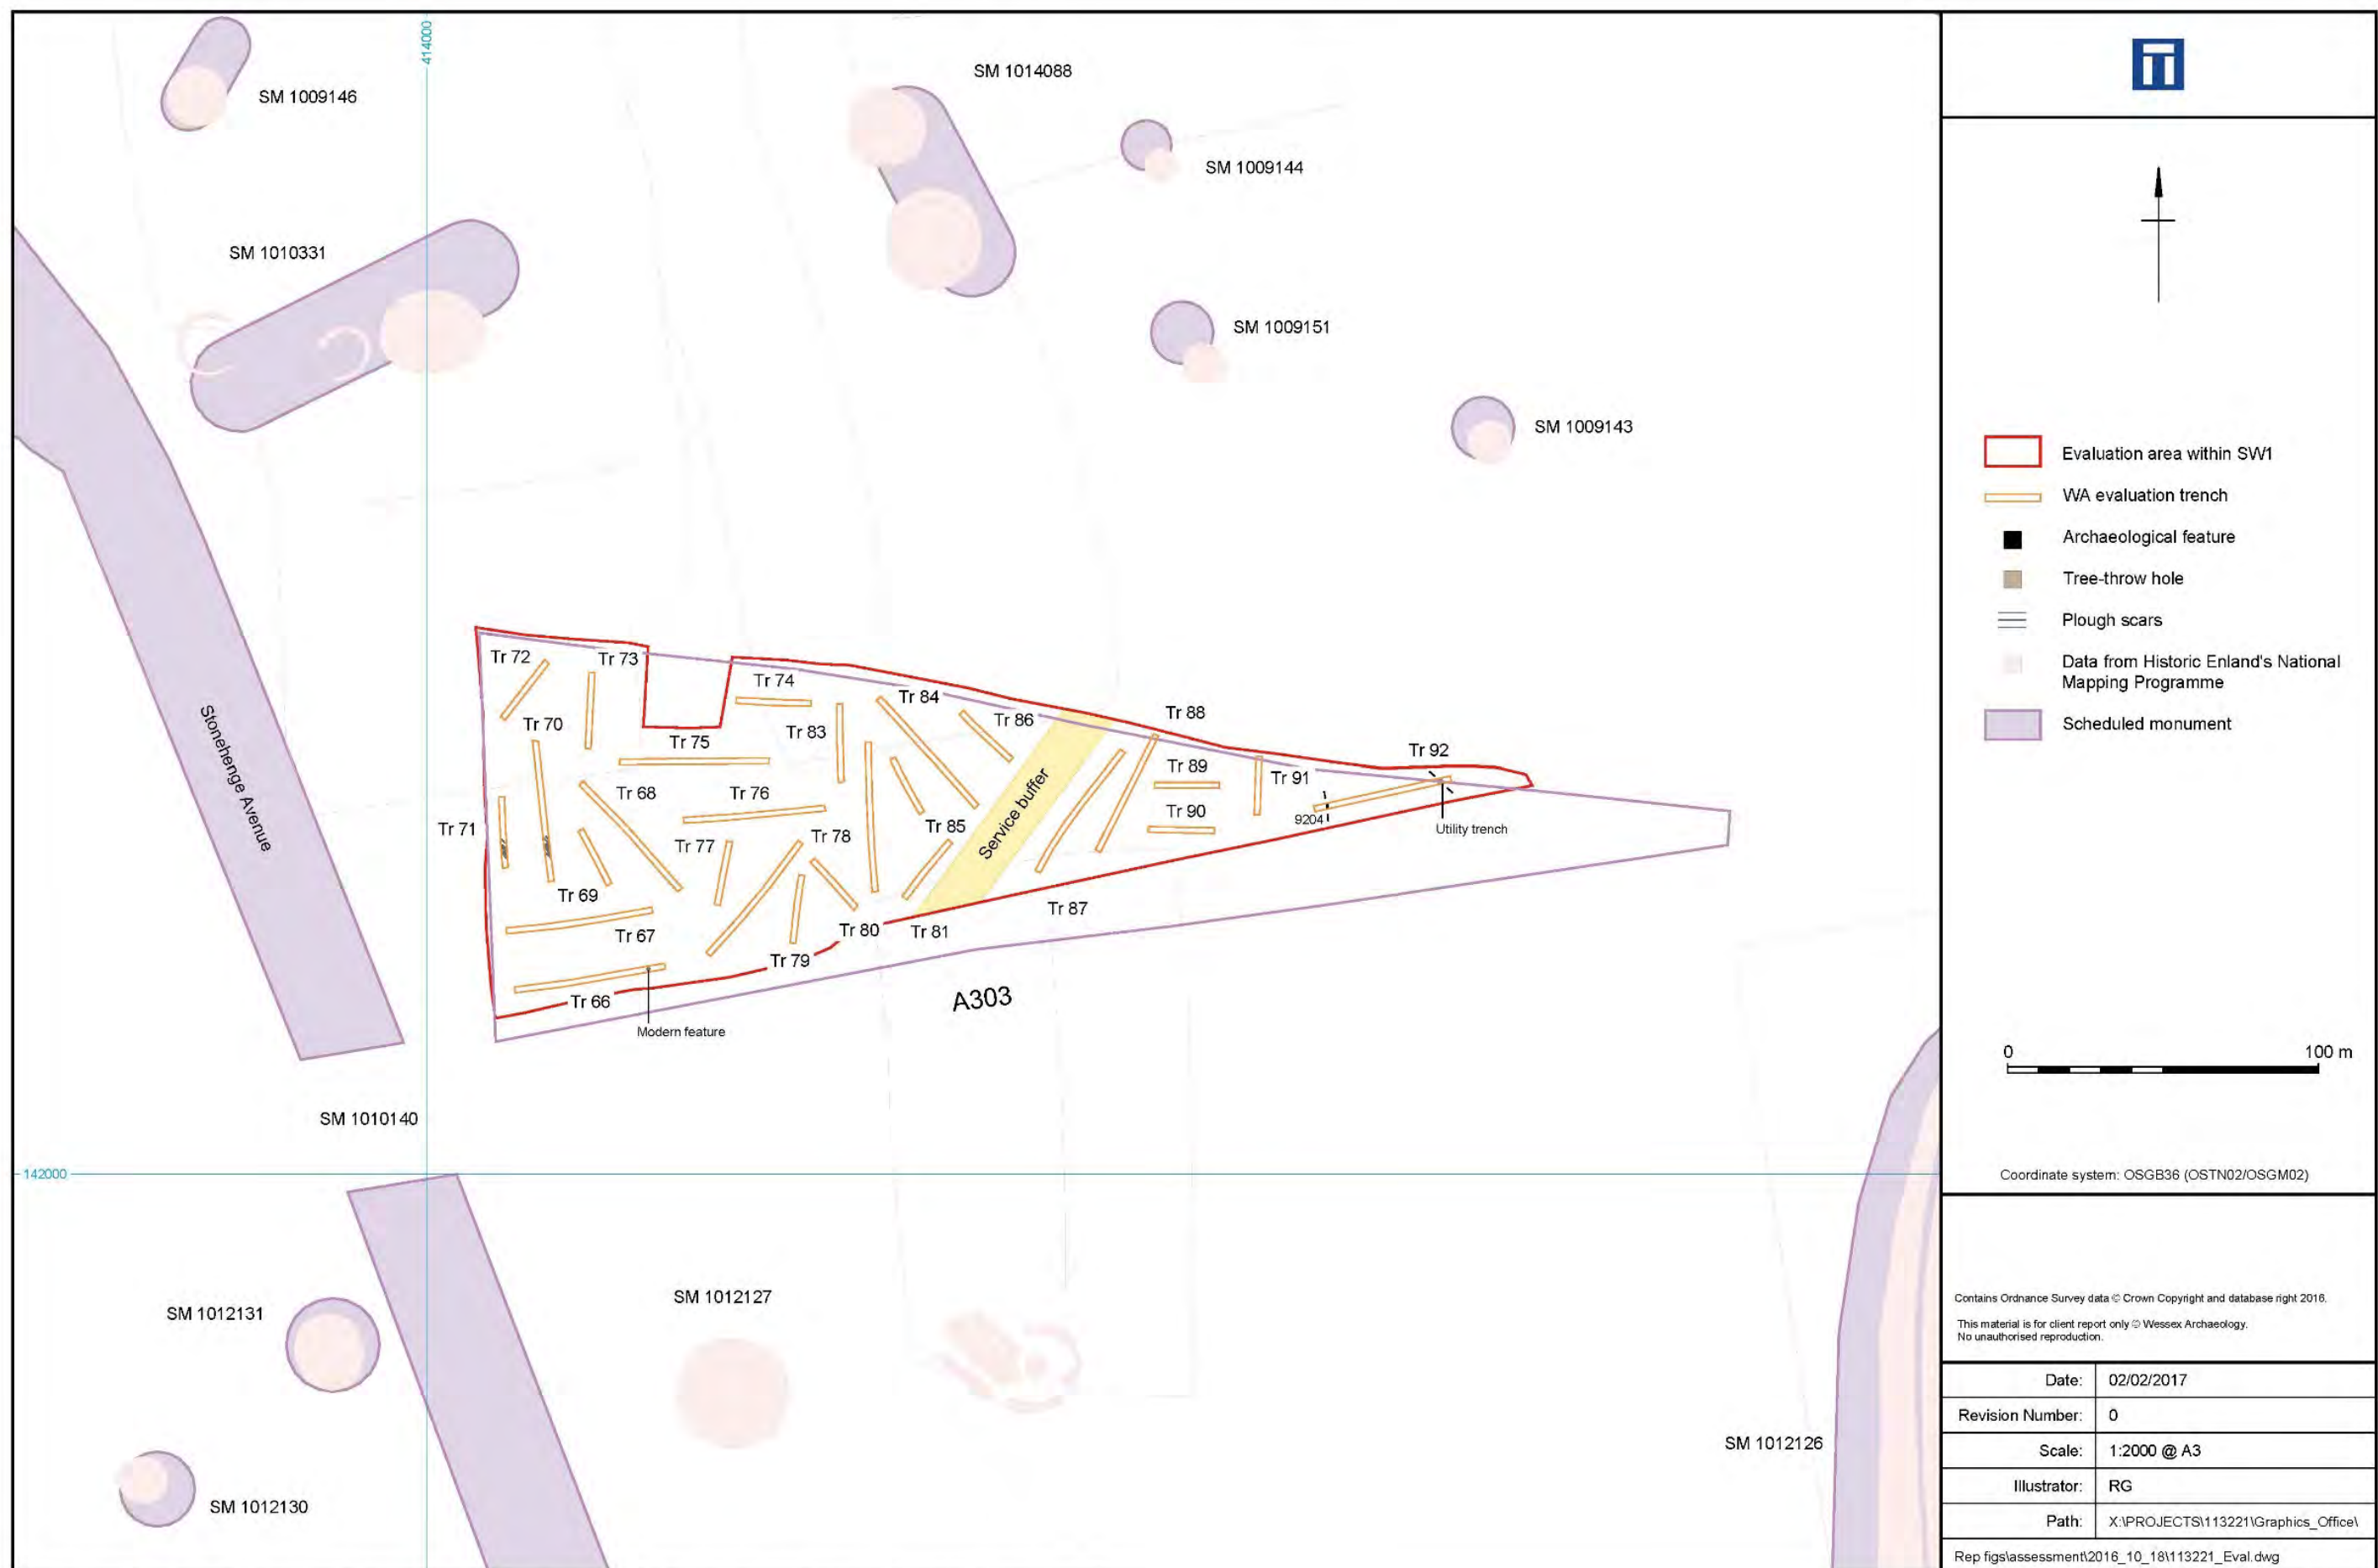 414000
SM 1009146
SM 1014088
SM 1009144
SM 1010331
SM 1009151
SM 1009143
Stonehenge Avenue
Tr 72
Tr 73
Tr 74
Tr 84
Tr 70
Tr 75
Tr 83
Tr 86
Tr 88
Tr 92
Tr 89
Tr 91
Tr 68
Tr 76
Tr 71
Tr 77
Tr 78
Tr 85
Service buffer
Tr 90
9204
Utility trench
Tr 69
Tr 67
Tr 80
Tr 81
Tr 87
Tr 79
Tr 66
Modern feature
A303
SM 1010140
142000
SM 1012131
SM 1012127
SM 1012130
SM 1012126
Evaluation area within SW1
WA evaluation trench
Archaeological feature
Tree-throw hole
Plough scars
Data from Historic Enland's National
Mapping Programme
Scheduled monument
0 100 m
Coordinate system: OSGB36 (OSTN02/OSGM02)
Contains Ordnance Survey data © Crown Copyright and database right 2016.
This material is for client report only © Wessex Archaeology.
No unauthorised reproduction.
Date: 02/02/2017
Revision Number: 0
Scale: 1:2000 @ A3
Illustrator: RG
Path: X:\PROJECTS\113221\Graphics_Office\
Rep figs\assessment\2016_10_18\113221_Eval.dwg